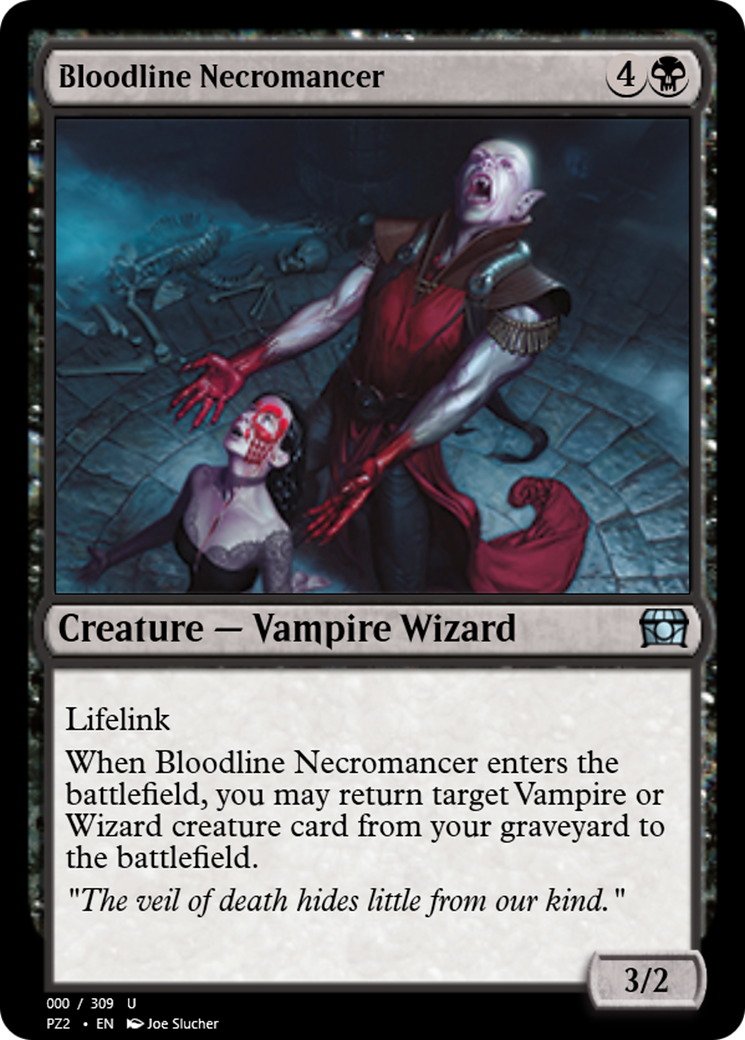 Bloodline Necromancer 4
Creature — Vampire Wizard
Lifelink
When Bloodline Necromancer enters the
battlefield, you may return target Vampire or
Wizard creature card from your graveyard to
the battlefield.
"The veil of death hides little from our kind."
3/2
000 / 309 U
PZ2 • EN Joe Slucher